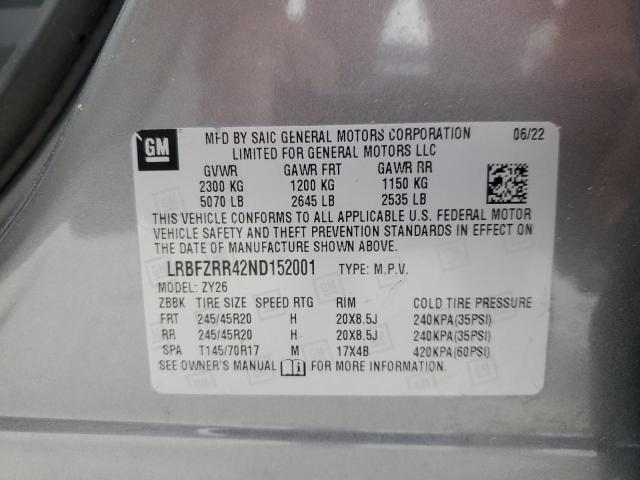 GM MFD BY SAIC GENERAL MOTORS CORPORATION 06/22
LIMITED FOR GENERAL MOTORS LLC
GVWR GAWR FRT GAWR RR
2300 KG 1200 KG 1150 KG
5070 LB 2645 LB 2535 LB
THIS VEHICLE CONFORMS TO ALL APPLICABLE U.S. FEDERAL MOTOR
VEHICLE SAFETY AND THEFT PREVENTION STANDARDS IN EFFECT ON
DATE OF MANUFACTURE SHOWN ABOVE.
LRBFZRR42ND152001 TYPE: M.P.V.
MODEL: ZY26
ZBBK TIRE SIZE SPEED RTG RIM COLD TIRE PRESSURE
FRT 245/45R20 H 20X8.5J 240KPA(35PSI)
RR 245/45R20 H 20X8.5J 240KPA(35PSI)
SPA T145/70R17 M 17X4B 420KPA(60PSI)
SEE OWNER'S MANUAL FOR MORE INFORMATION.